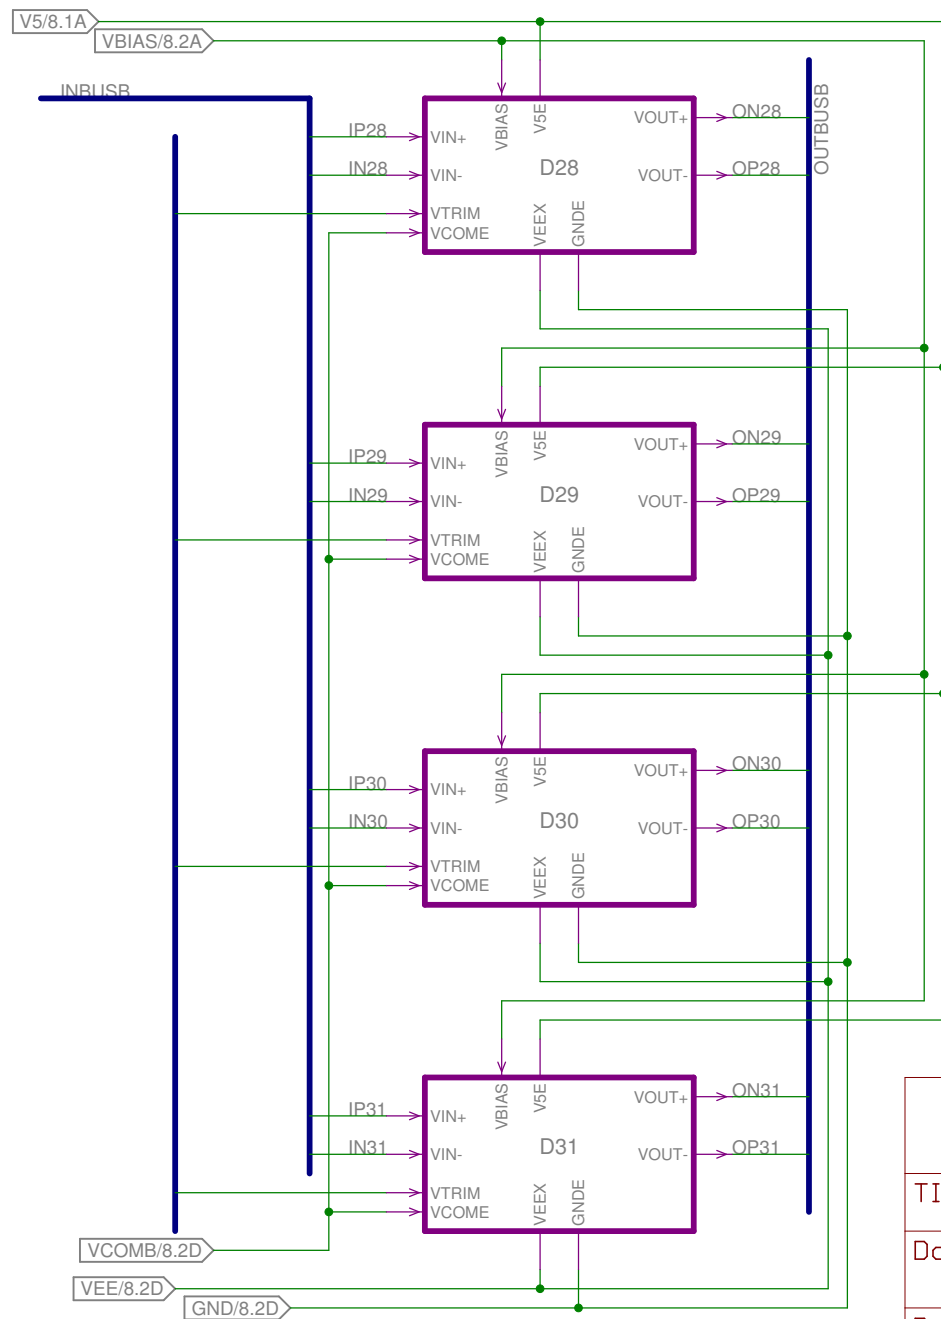 V5/8.1A
VBIAS/8.2A
INBUSB
OUTBUSB
VBIAS
V5E
VOUT+
ON28
IP28
VIN+
D28
IN28
VIN-
VOUT-
OP28
VTRIM
VCOME
VEEX
GNDE
VBIAS
V5E
VOUT+
ON29
IP29
VIN+
D29
IN29
VIN-
VOUT-
OP29
VTRIM
VCOME
VEEX
GNDE
VBIAS
V5E
VOUT+
ON30
IP30
VIN+
D30
IN30
VIN-
VOUT-
OP30
VTRIM
VCOME
VEEX
GNDE
VBIAS
V5E
VOUT+
ON31
IP31
VIN+
D31
IN31
VIN-
VOUT-
OP31
VTRIM
VCOME
VEEX
GNDE
TI
Do
VCOMB/8.2D
VEE/8.2D
GND/8.2D